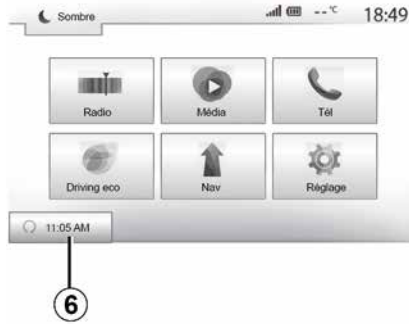 Sombre -- °C 18:49
Radio Média Tél
Driving eco Nav Réglage
11:05 AM
6